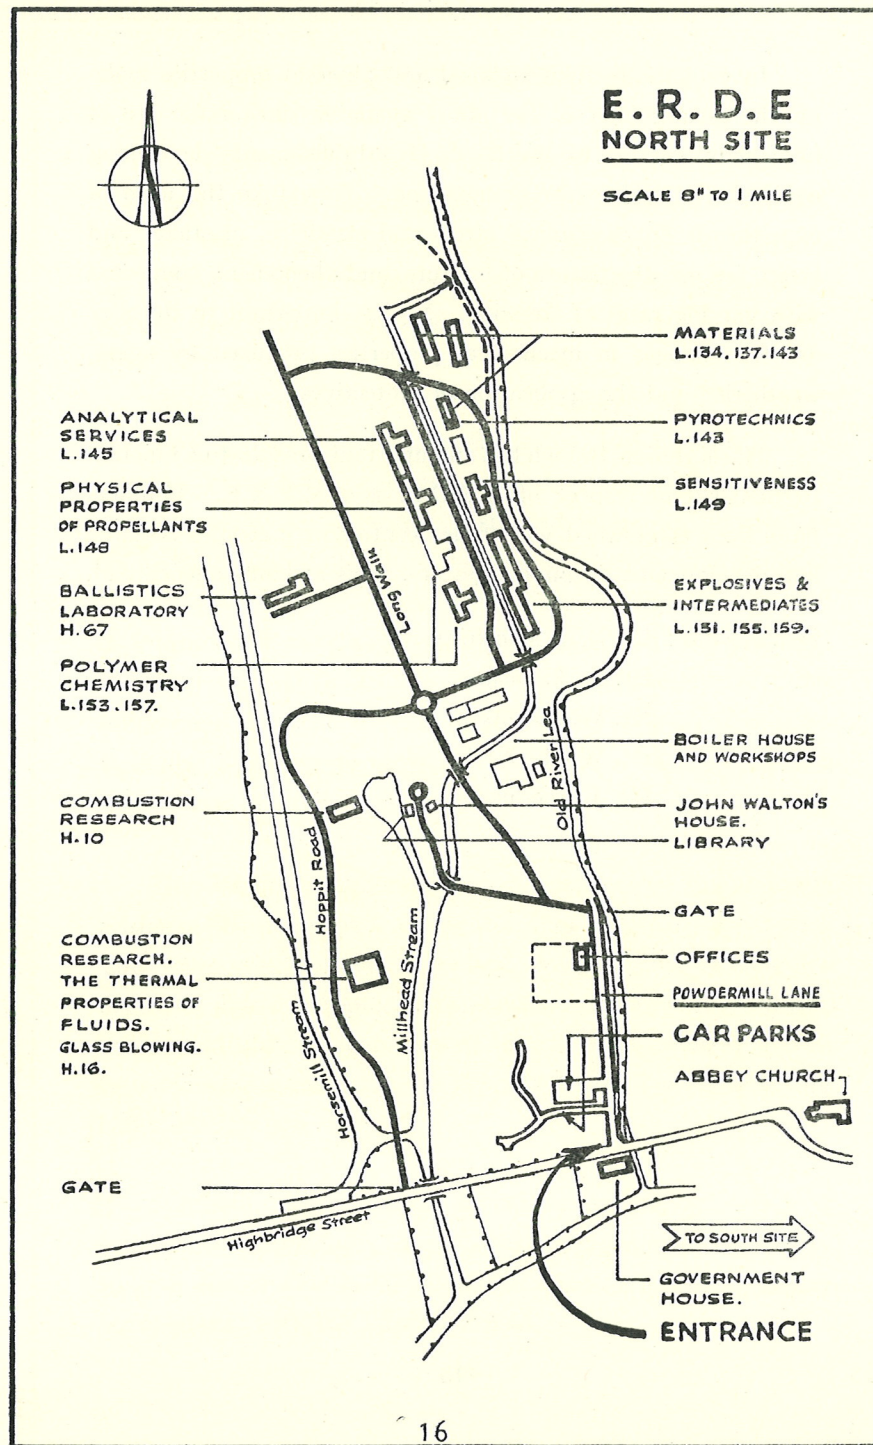 E.R.D.E
NORTH SITE
SCALE 8" TO 1 MILE
MATERIALS
L.134.137.143
ANALYTICAL
SERVICES
L.145
PYROTECHNICS
L.143
PHYSICAL
PROPERTIES
OF PROPELLANTS
L.148
SENSITIVENESS
L.149
BALLISTICS
LABORATORY
H.67
Long Walk
EXPLOSIVES &
INTERMEDIATES
L.151.155.159.
POLYMER
CHEMISTRY
L.153.157.
Old River Lea
BOILER HOUSE
AND WORKSHOPS
COMBUSTION
RESEARCH
H.10
Hoppit Road
JOHN WALTON'S
HOUSE.
LIBRARY
GATE
COMBUSTION
RESEARCH.
THE THERMAL
PROPERTIES OF
FLUIDS.
GLASS BLOWING.
H.16.
Millhead Stream
Horsemill Stream
OFFICES
POWDERMILL LANE
CAR PARKS
ABBEY CHURCH
GATE
Highbridge Street
TO SOUTH SITE
GOVERNMENT
HOUSE.
ENTRANCE
16